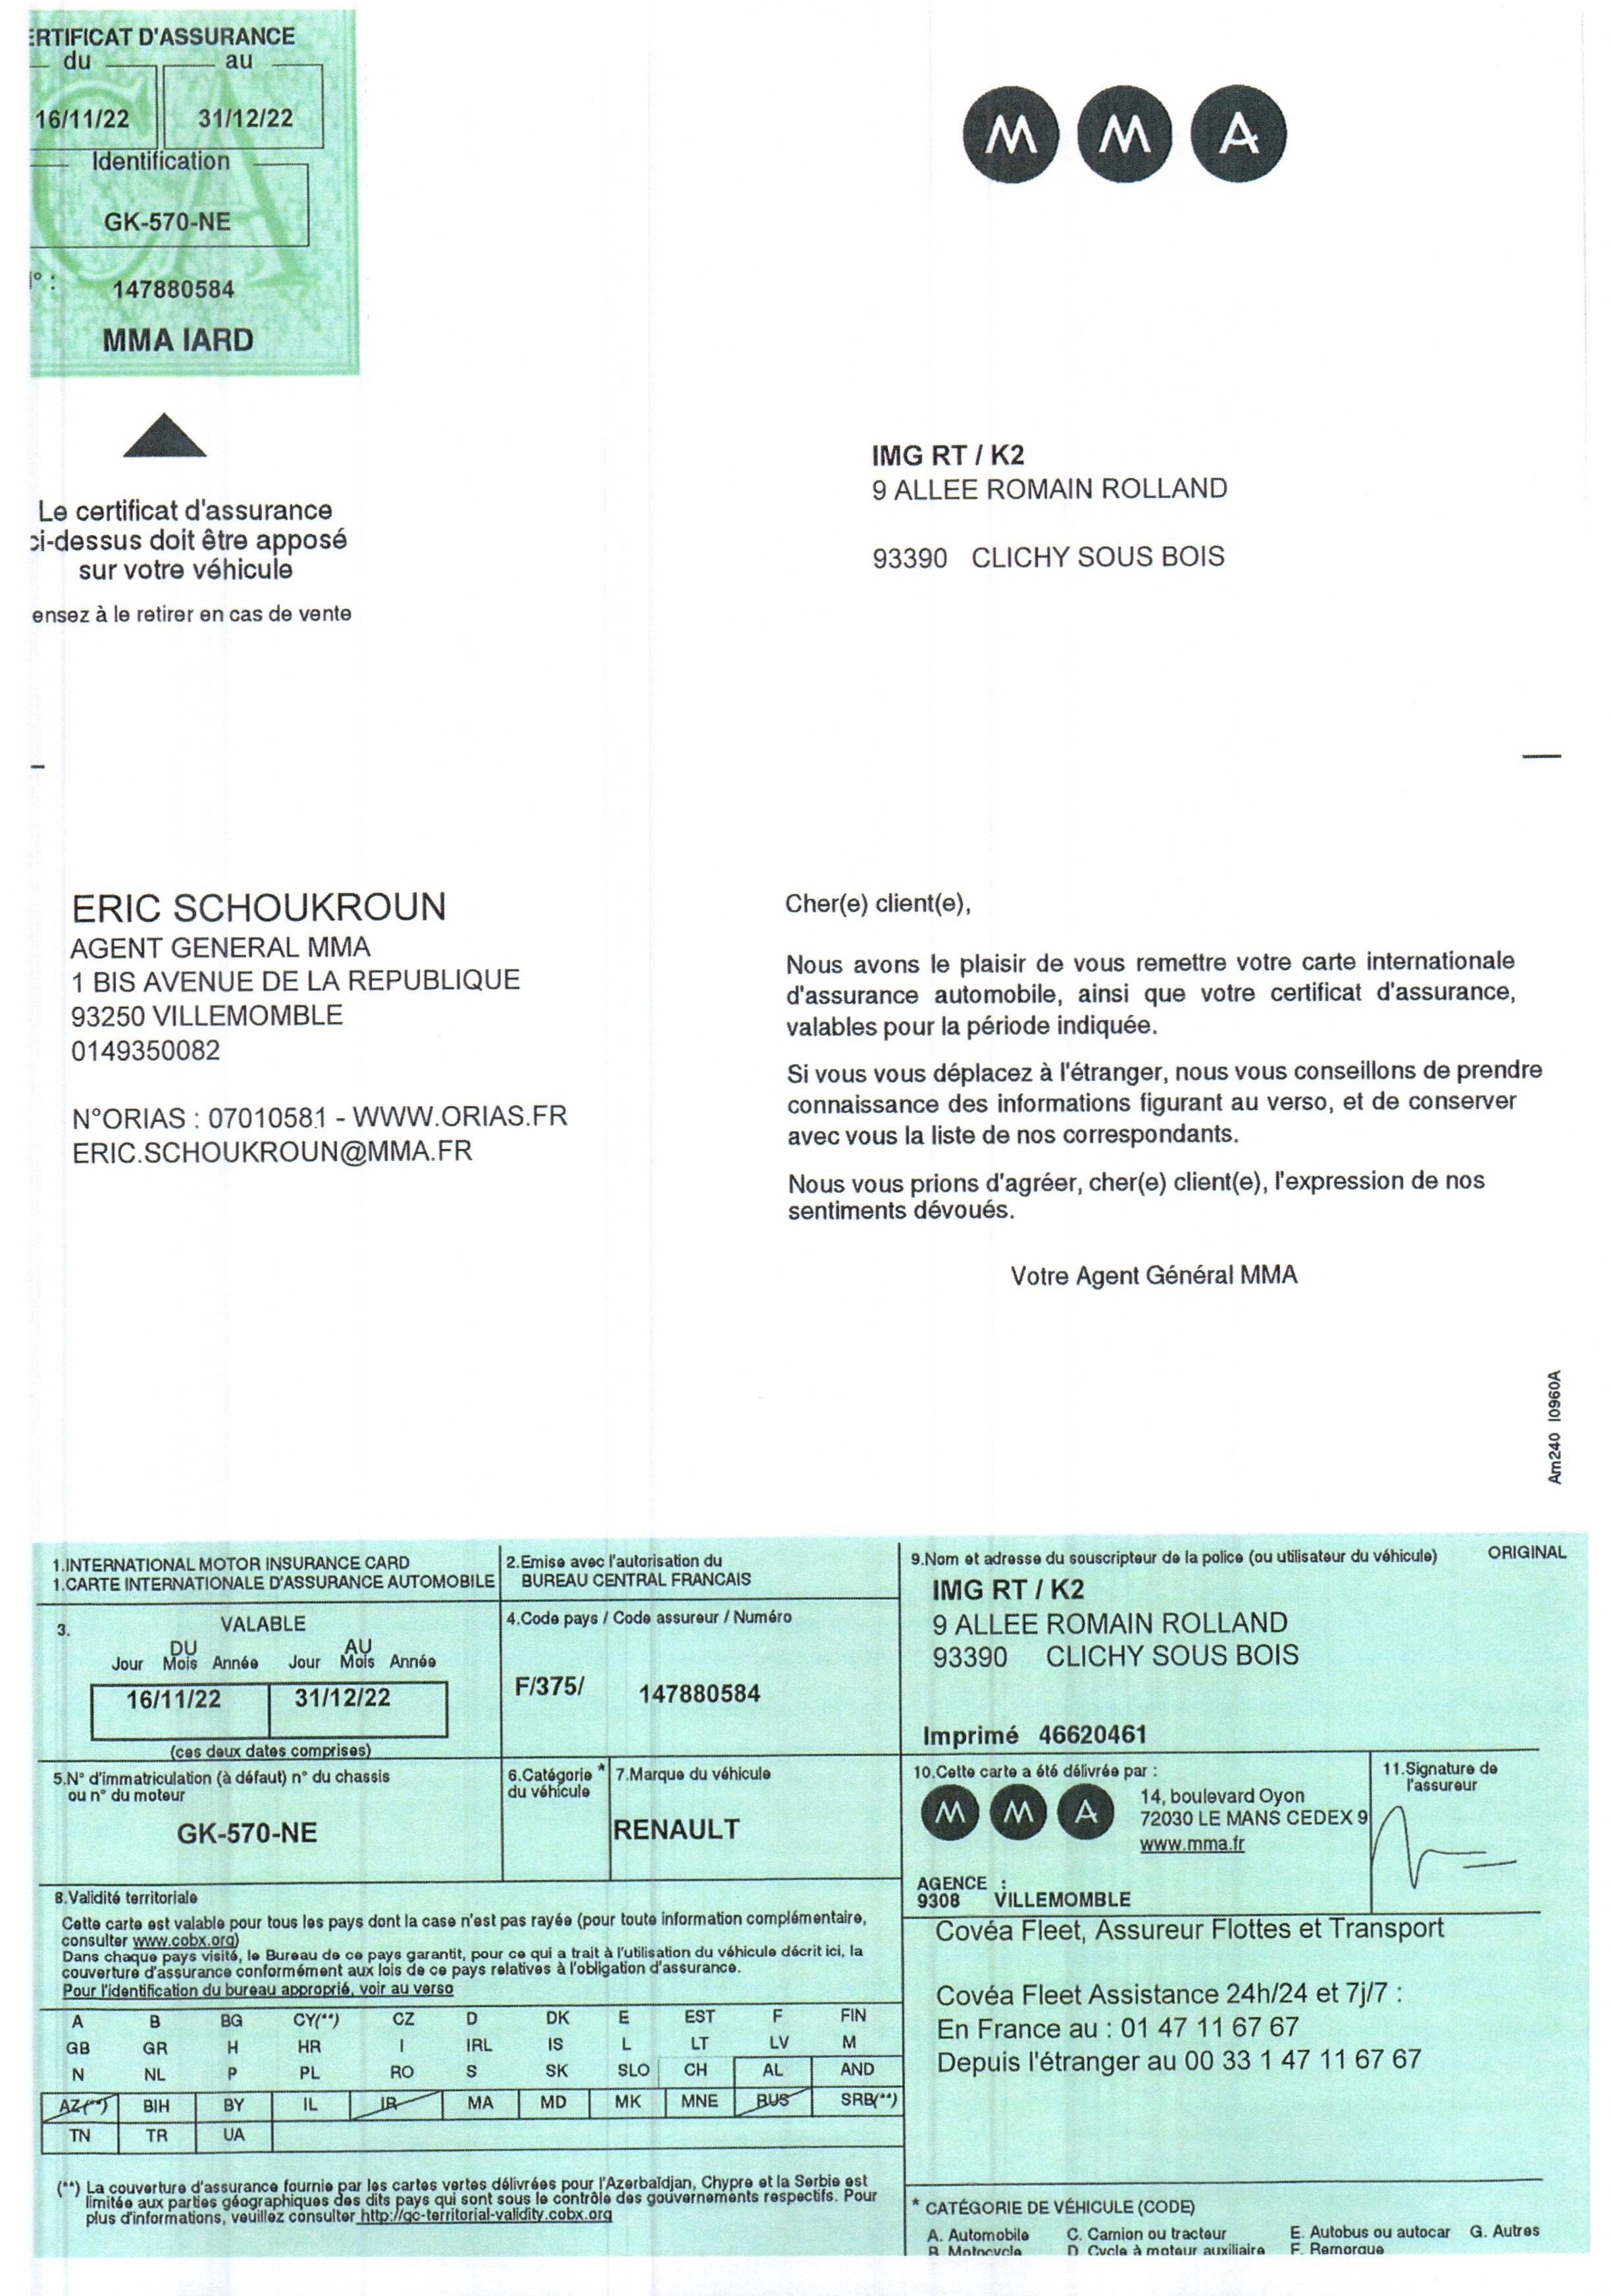 ERTIFICAT D'ASSURANCE
du au
16/11/22 31/12/22
Identification
GK-570-NE
N° : 147880584
MMA IARD
M M A
Le certificat d'assurance
ci-dessus doit être apposé
sur votre véhicule
ensez à le retirer en cas de vente
IMG RT / K2
9 ALLEE ROMAIN ROLLAND
93390 CLICHY SOUS BOIS
ERIC SCHOUKROUN
AGENT GENERAL MMA
1 BIS AVENUE DE LA REPUBLIQUE
93250 VILLEMOMBLE
0149350082
N°ORIAS : 07010581 - WWW.ORIAS.FR
ERIC.SCHOUKROUN@MMA.FR
Cher(e) client(e),
Nous avons le plaisir de vous remettre votre carte internationale
d'assurance automobile, ainsi que votre certificat d'assurance,
valables pour la période indiquée.
Si vous vous déplacez à l'étranger, nous vous conseillons de prendre
connaissance des informations figurant au verso, et de conserver
avec vous la liste de nos correspondants.
Nous vous prions d'agréer, cher(e) client(e), l'expression de nos
sentiments dévoués.
Votre Agent Général MMA
Am240 I0960A
1.INTERNATIONAL MOTOR INSURANCE CARD
1.CARTE INTERNATIONALE D'ASSURANCE AUTOMOBILE
2.Emise avec l'autorisation du
BUREAU CENTRAL FRANCAIS
3. VALABLE
DU AU
Jour Mois Année Jour Mois Année
16/11/22 31/12/22
(ces deux dates comprises)
4.Code pays / Code assureur / Numéro
F/375/ 147880584
5.N° d'immatriculation (à défaut) n° du chassis
ou n° du moteur
GK-570-NE
6.Catégorie *
du véhicule
7.Marque du véhicule
RENAULT
8.Validité territoriale
Cette carte est valable pour tous les pays dont la case n'est pas rayée (pour toute information complémentaire,
consulter www.cobx.org)
Dans chaque pays visité, le Bureau de ce pays garantit, pour ce qui a trait à l'utilisation du véhicule décrit ici, la
couverture d'assurance conformément aux lois de ce pays relatives à l'obligation d'assurance.
Pour l'identification du bureau approprié, voir au verso
A B BG CY(**) CZ D DK E EST F FIN
GB GR H HR I IRL IS L LT LV M
N NL P PL RO S SK SLO CH AL AND
AZ(**) BIH BY IL IR MA MD MK MNE RUS SRB(**)
TN TR UA
(**) La couverture d'assurance fournie par les cartes vertes délivrées pour l'Azerbaïdjan, Chypre et la Serbie est
limitée aux parties géographiques des dits pays qui sont sous le contrôle des gouvernements respectifs. Pour
plus d'informations, veuillez consulter http://gc-territorial-validity.cobx.org
9.Nom et adresse du souscripteur de la police (ou utilisateur du véhicule) ORIGINAL
IMG RT / K2
9 ALLEE ROMAIN ROLLAND
93390 CLICHY SOUS BOIS
Imprimé 46620461
10.Cette carte a été délivrée par :
M M A
14, boulevard Oyon
72030 LE MANS CEDEX 9
www.mma.fr
AGENCE :
9308 VILLEMOMBLE
11.Signature de
l'assureur
Covéa Fleet, Assureur Flottes et Transport
Covéa Fleet Assistance 24h/24 et 7j/7 :
En France au : 01 47 11 67 67
Depuis l'étranger au 00 33 1 47 11 67 67
* CATÉGORIE DE VÉHICULE (CODE)
A. Automobile C. Camion ou tracteur E. Autobus ou autocar G. Autres
B. Motocycle D. Cycle à moteur auxiliaire F. Remorque